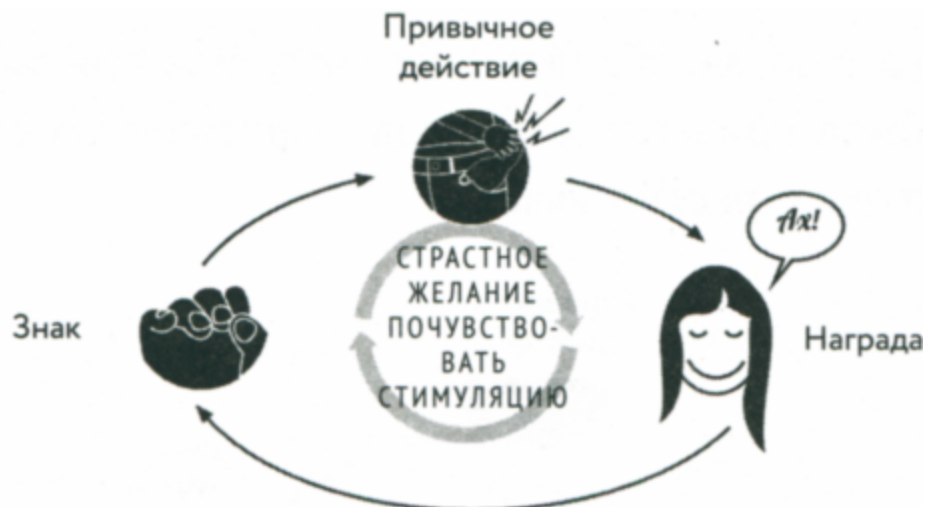 Привычное
действие
Ах!
СТРАСТНОЕ
ЖЕЛАНИЕ
ПОЧУВСТВО-
ВАТЬ
СТИМУЛЯЦИЮ
Знак
Награда